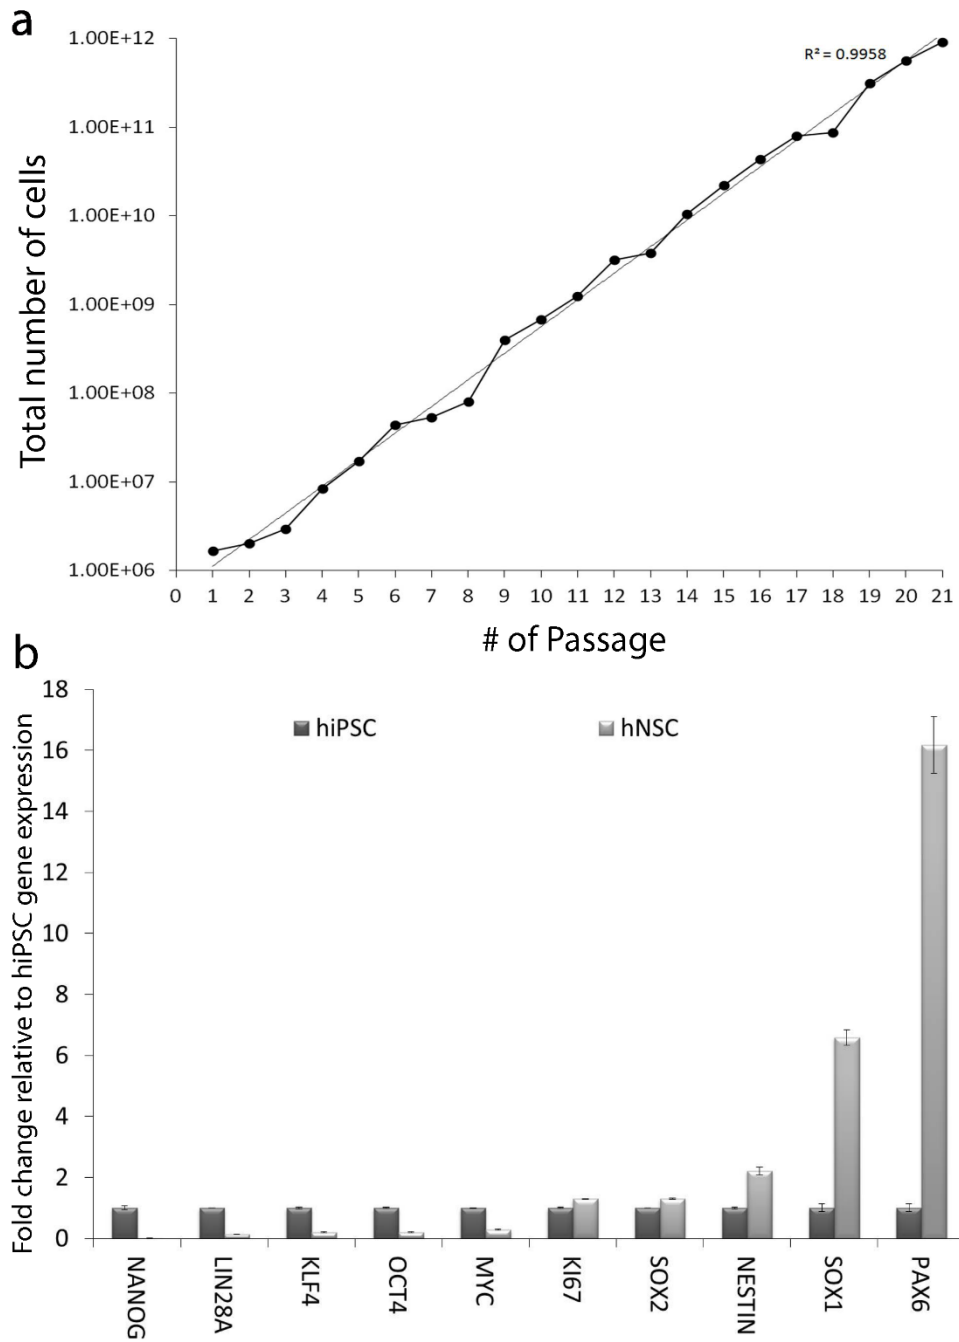 a
1.00E+12
1.00E+11
1.00E+10
1.00E+09
1.00E+08
1.00E+07
1.00E+06
Total number of cells
R² = 0.9958
0 1 2 3 4 5 6 7 8 9 10 11 12 13 14 15 16 17 18 19 20 21
# of Passage
b
18
16
14
12
10
8
6
4
2
0
Fold change relative to hiPSC gene expression
hiPSC hNSC
NANOG LIN28A KLF4 OCT4 MYC KI67 SOX2 NESTIN SOX1 PAX6